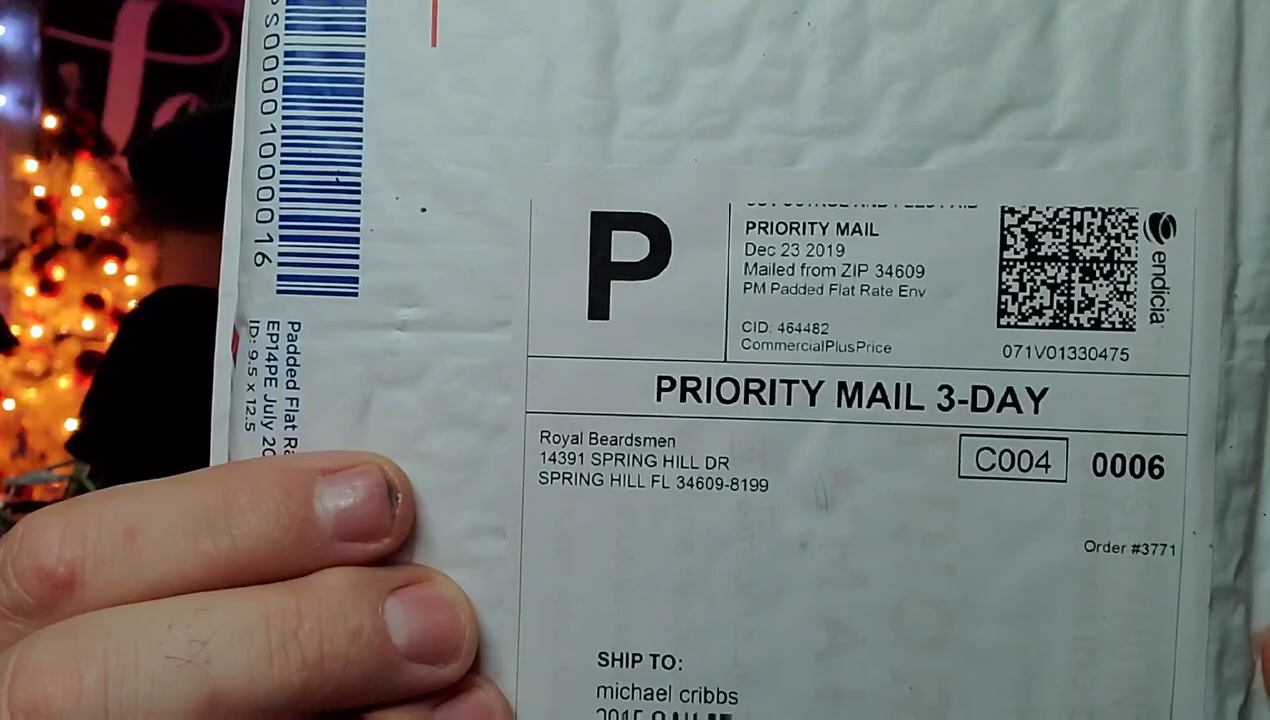 PS00001000016
Padded Flat Ra
EP14PE July 20
ID: 9.5 x 12.5
P
PRIORITY MAIL
Dec 23 2019
Mailed from ZIP 34609
PM Padded Flat Rate Env
CID: 464482
CommercialPlusPrice
endicia
071V01330475
PRIORITY MAIL 3-DAY
Royal Beardsmen
14391 SPRING HILL DR
SPRING HILL FL 34609-8199
C004 0006
Order #3771
SHIP TO:
michael cribbs